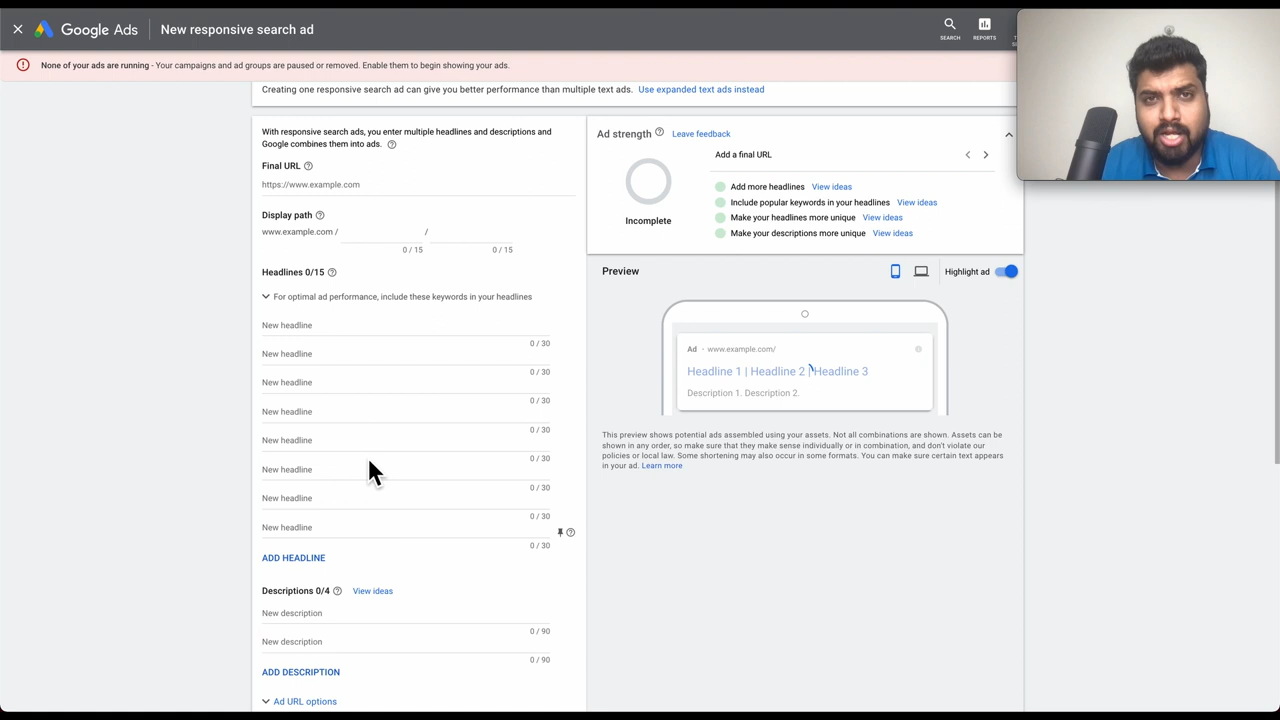 Google Ads
New responsive search ad
SEARCH
REPORTS
None of your ads are running - Your campaigns and ad groups are paused or removed. Enable them to begin showing your ads.
Creating one responsive search ad can give you better performance than multiple text ads. Use expanded text ads instead
With responsive search ads, you enter multiple headlines and descriptions and
Google combines them into ads.
Final URL
https://www.example.com
Display path
www.example.com / /
0 / 15 0 / 15
Headlines 0/15
For optimal ad performance, include these keywords in your headlines
New headline
0 / 30
New headline
0 / 30
New headline
0 / 30
New headline
0 / 30
New headline
0 / 30
New headline
0 / 30
New headline
0 / 30
New headline
0 / 30
ADD HEADLINE
Descriptions 0/4 View ideas
New description
0 / 90
New description
0 / 90
ADD DESCRIPTION
Ad URL options
Ad strength Leave feedback
Incomplete
Add a final URL
Add more headlines View ideas
Include popular keywords in your headlines View ideas
Make your headlines more unique View ideas
Make your descriptions more unique View ideas
Preview
Highlight ad
Ad · www.example.com/
Headline 1 | Headline 2 | Headline 3
Description 1. Description 2.
This preview shows potential ads assembled using your assets. Not all combinations are shown. Assets can be
shown in any order, so make sure that they make sense individually or in combination, and don't violate our
policies or local law. Some shortening may also occur in some formats. You can make sure certain text appears
in your ad. Learn more